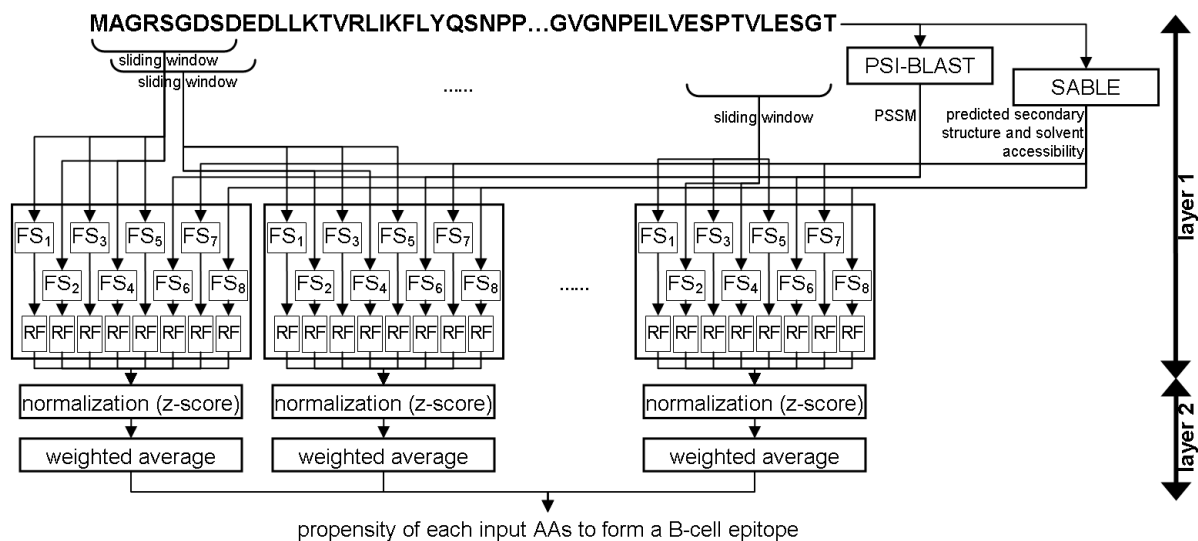 MAGRSGDSDEDLLKTVRLIKFLYQSNPP...GVGNPEILVESPTVLESGT
sliding window
sliding window
......
sliding window
PSI-BLAST
SABLE
PSSM
predicted secondary
structure and solvent
accessibility
layer 1
FS1 FS3 FS5 FS7
FS2 FS4 FS6 FS8
RF RF RF RF RF RF RF RF
FS1 FS3 FS5 FS7
FS2 FS4 FS6 FS8
RF RF RF RF RF RF RF RF
......
FS1 FS3 FS5 FS7
FS2 FS4 FS6 FS8
RF RF RF RF RF RF RF RF
normalization (z-score)
normalization (z-score)
normalization (z-score)
weighted average
weighted average
weighted average
layer 2
propensity of each input AAs to form a B-cell epitope